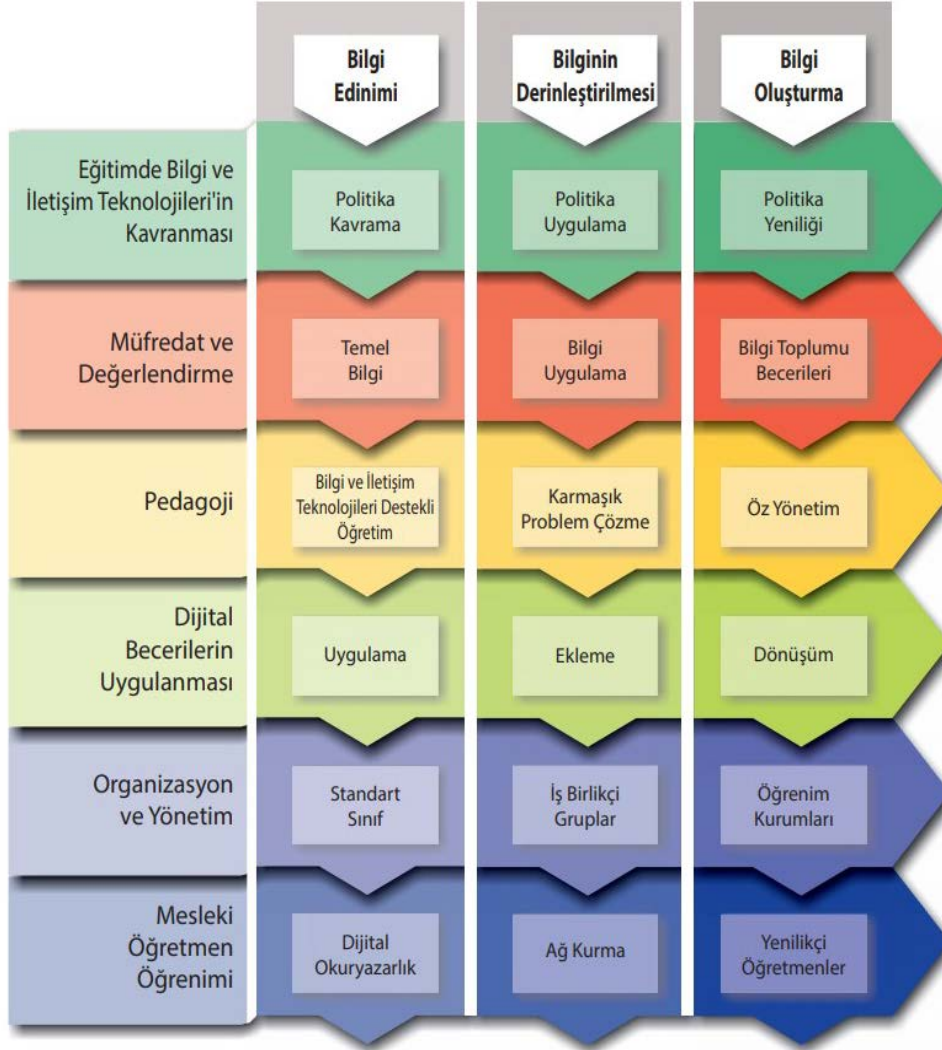 Bilgi
Edinimi
Bilginin
Derinleştirilmesi
Bilgi
Oluşturma
Eğitimde Bilgi ve
İletişim Teknolojileri'in
Kavranması
Politika
Kavrama
Politika
Uygulama
Politika
Yeniliği
Müfredat ve
Değerlendirme
Temel
Bilgi
Bilgi
Uygulama
Bilgi Toplumu
Becerileri
Pedagoji
Bilgi ve İletişim
Teknolojileri Destekli
Öğretim
Karmaşık
Problem Çözme
Öz Yönetim
Dijital
Becerilerin
Uygulanması
Uygulama
Ekleme
Dönüşüm
Organizasyon
ve Yönetim
Standart
Sınıf
İş Birlikçi
Gruplar
Öğrenim
Kurumları
Mesleki
Öğretmen
Öğrenimi
Dijital
Okuryazarlık
Ağ Kurma
Yenilikçi
Öğretmenler